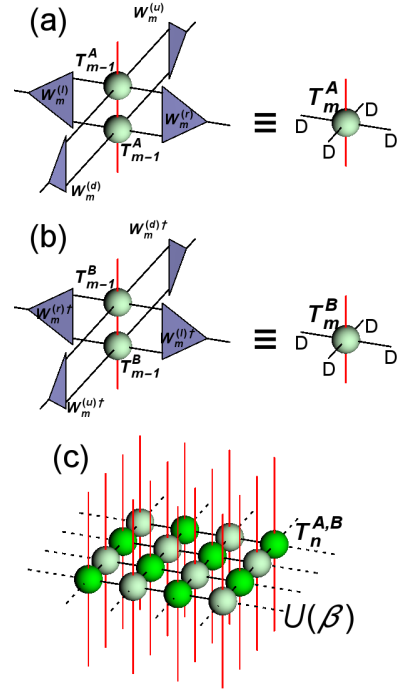 (a)
W_m^(u)
T_{m-1}^A
W_m^(l)
W_m^(r)
T_{m-1}^A
W_m^(d)
≡
T_m^A
D
D
D
D
(b)
W_m^(d)†
T_{m-1}^B
W_m^(r)†
W_m^(l)†
T_{m-1}^B
W_m^(u)†
≡
T_m^B
D
D
D
D
(c)
T_n^{A,B}
U(β)